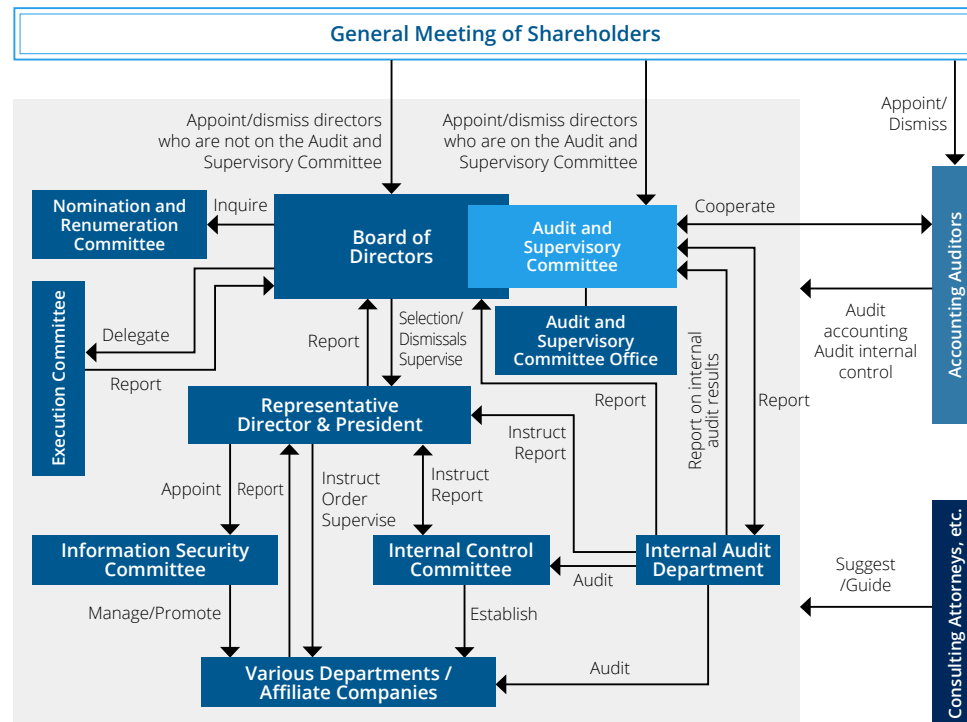 General Meeting of Shareholders
Appoint/dismiss directors
who are not on the Audit and
Supervisory Committee
Appoint/dismiss directors
who are on the Audit and
Supervisory Committee
Appoint/
Dismiss
Nomination and
Renumeration
Committee
Inquire
Board of
Directors
Audit and
Supervisory
Committee
Cooperate
Accounting Auditors
Execution Committee
Delegate
Report
Report
Selection/
Dismissals
Supervise
Audit and
Supervisory
Committee Office
Audit
accounting
Audit internal
control
Representative
Director & President
Report
Report on internal
audit results
Report
Instruct
Report
Appoint
Report
Instruct
Order
Supervise
Instruct
Report
Information Security
Committee
Internal Control
Committee
Internal Audit
Department
Audit
Suggest
/Guide
Consulting Attorneys, etc.
Manage/Promote
Establish
Various Departments /
Affiliate Companies
Audit